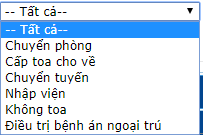 -- Tất cả--
-- Tất cả--
Chuyển phòng
Cấp toa cho về
Chuyển tuyến
Nhập viện
Không toa
Điều trị bệnh án ngoại trú